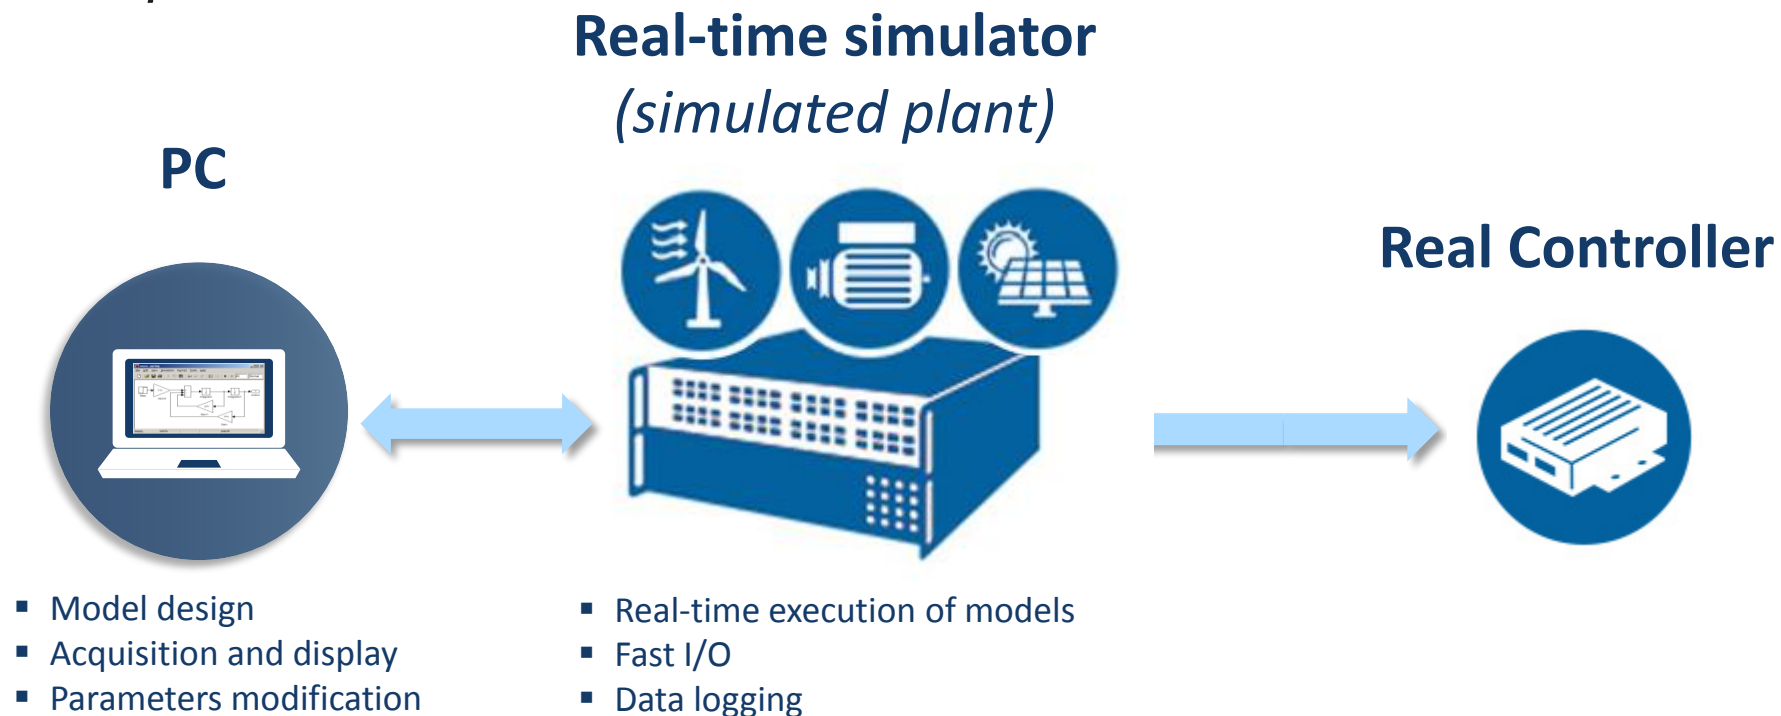 Real-time simulator
(simulated plant)
PC
Real Controller
▪ Model design
▪ Acquisition and display
▪ Parameters modification
▪ Real-time execution of models
▪ Fast I/O
▪ Data logging